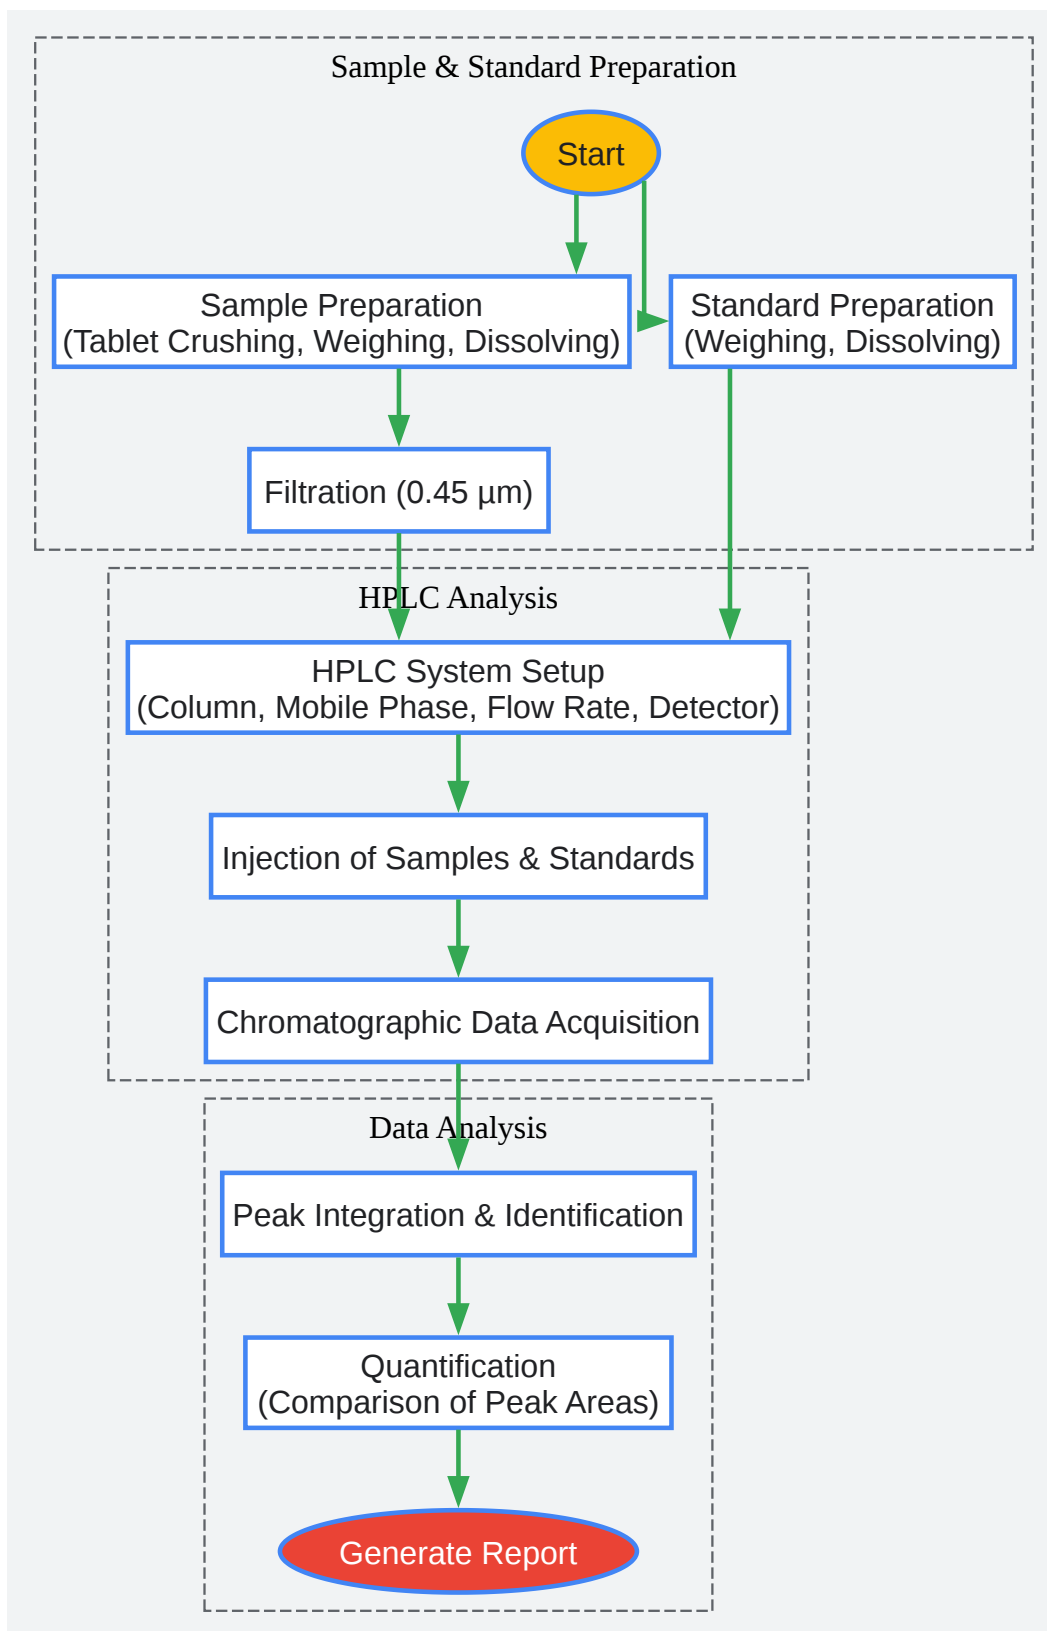 Sample & Standard Preparation
Start
Sample Preparation
(Tablet Crushing, Weighing, Dissolving)
Standard Preparation
(Weighing, Dissolving)
Filtration (0.45 µm)
HPLC Analysis
HPLC System Setup
(Column, Mobile Phase, Flow Rate, Detector)
Injection of Samples & Standards
Chromatographic Data Acquisition
Data Analysis
Peak Integration & Identification
Quantification
(Comparison of Peak Areas)
Generate Report